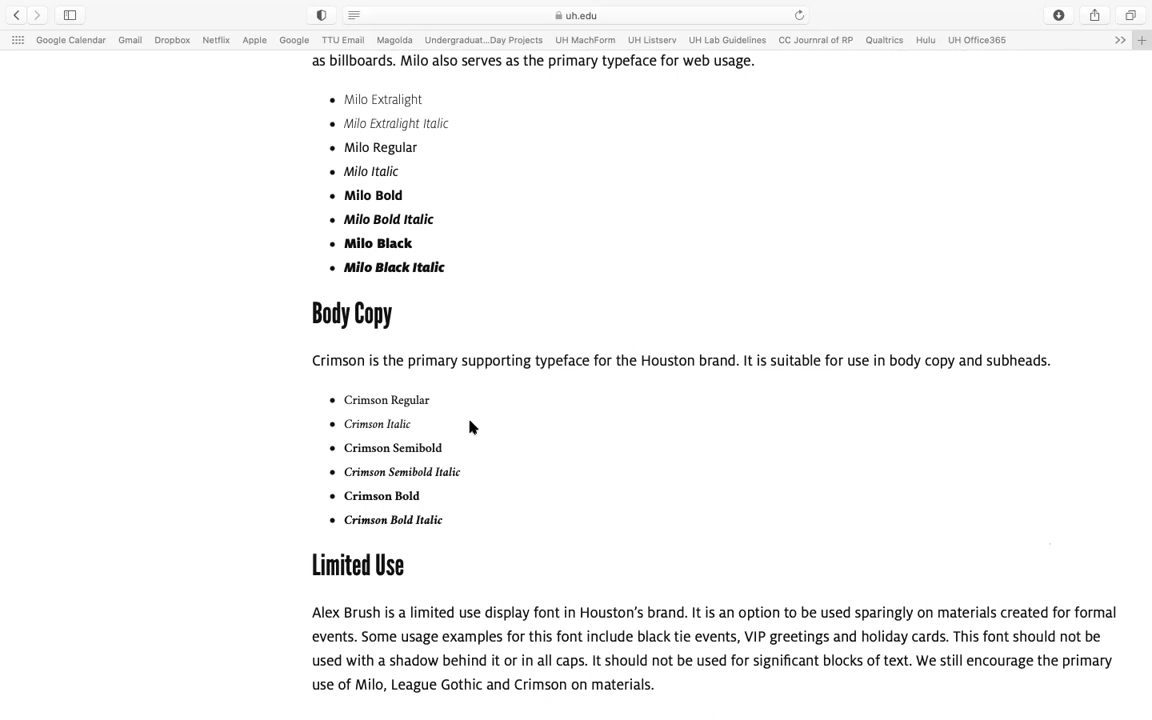 uh.edu
Google Calendar Gmail Dropbox Netflix Apple Google TTU Email Magolda Undergraduat...Day Projects UH MachForm UH Listserv UH Lab Guidelines CC Journral of RP Qualtrics Hulu UH Office365
as billboards. Milo also serves as the primary typeface for web usage.
• Milo Extralight
• Milo Extralight Italic
• Milo Regular
• Milo Italic
• Milo Bold
• Milo Bold Italic
• Milo Black
• Milo Black Italic
Body Copy
Crimson is the primary supporting typeface for the Houston brand. It is suitable for use in body copy and subheads.
• Crimson Regular
• Crimson Italic
• Crimson Semibold
• Crimson Semibold Italic
• Crimson Bold
• Crimson Bold Italic
Limited Use
Alex Brush is a limited use display font in Houston's brand. It is an option to be used sparingly on materials created for formal
events. Some usage examples for this font include black tie events, VIP greetings and holiday cards. This font should not be
used with a shadow behind it or in all caps. It should not be used for significant blocks of text. We still encourage the primary
use of Milo, League Gothic and Crimson on materials.